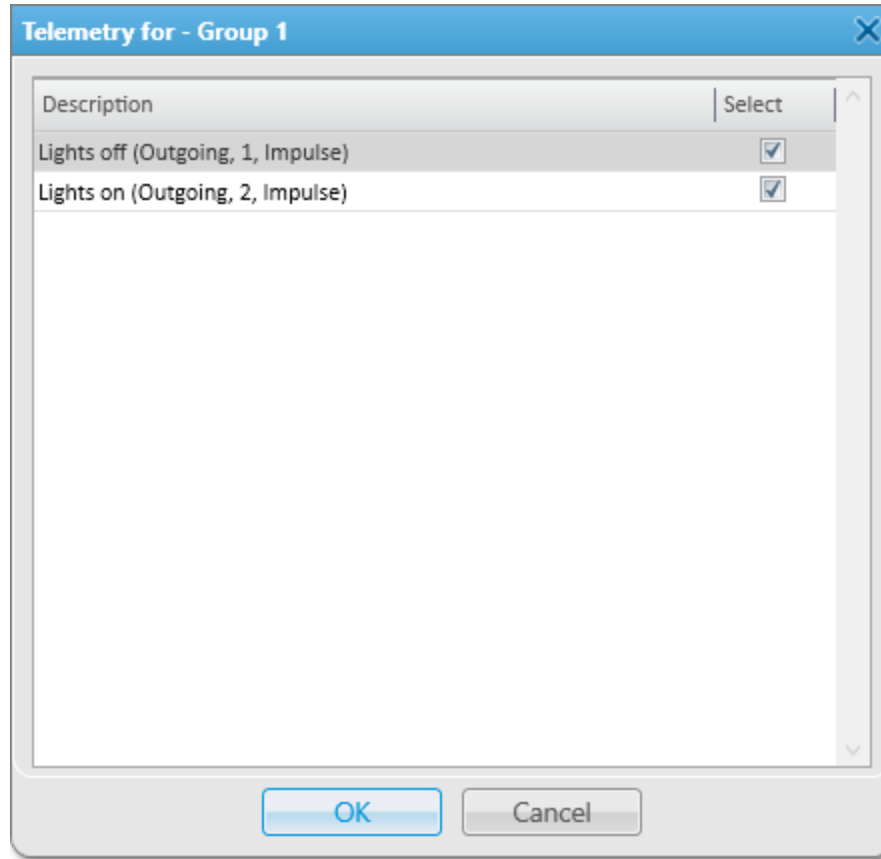 Telemetry for - Group 1
Description Select
Lights off (Outgoing, 1, Impulse)
Lights on (Outgoing, 2, Impulse)
OK Cancel